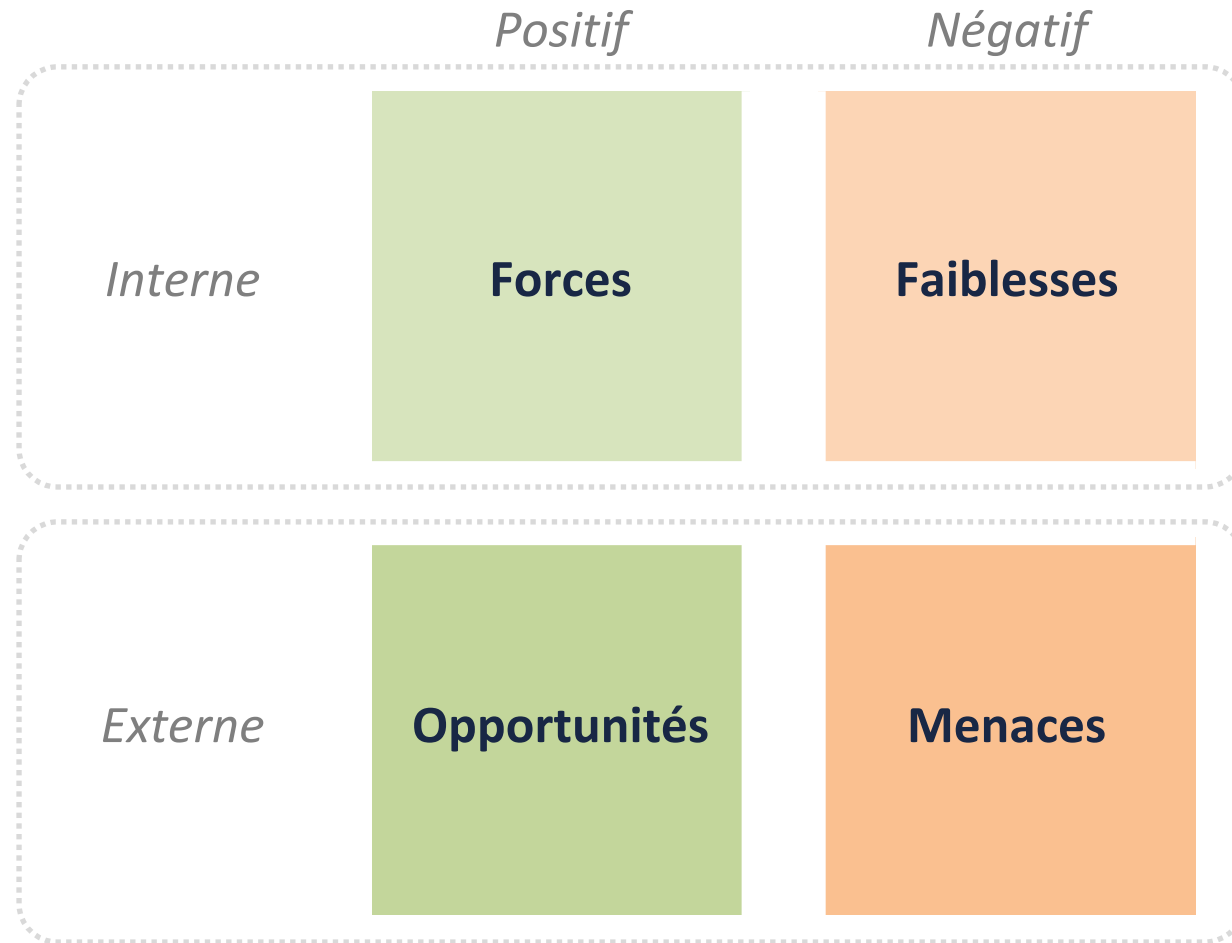 Positif Négatif
Interne Forces Faiblesses
Externe Opportunités Menaces